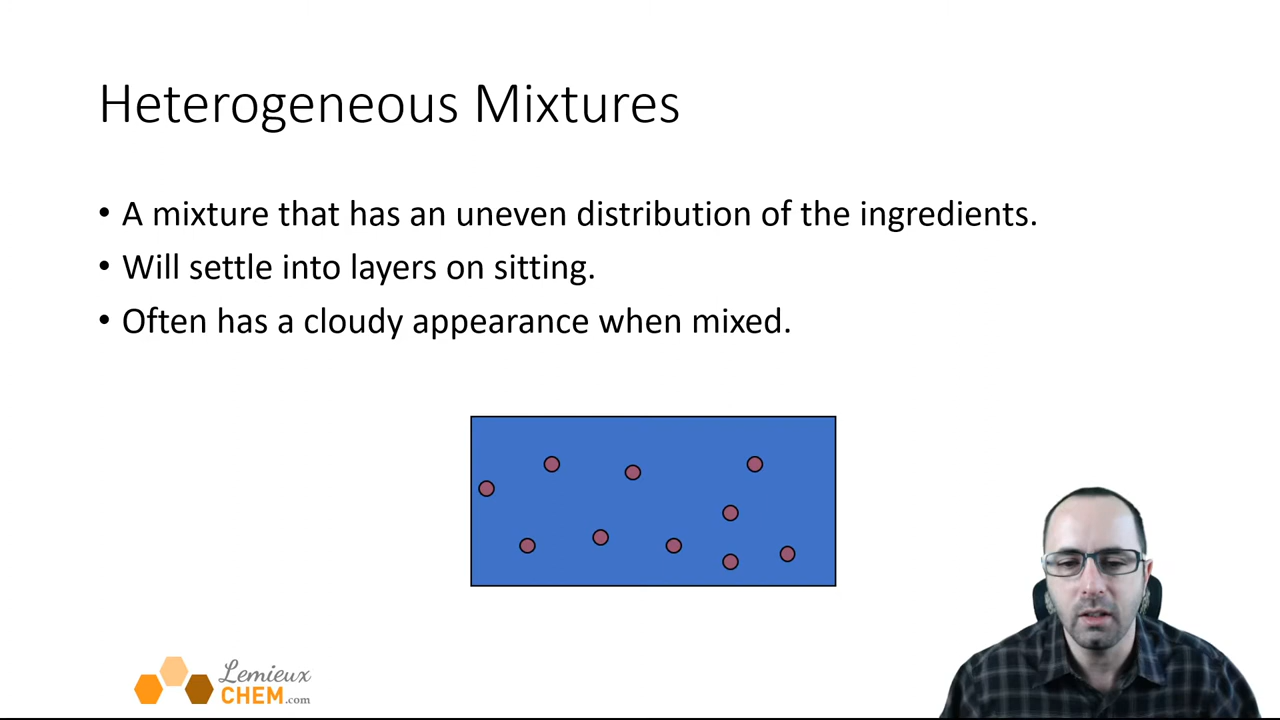 Heterogeneous Mixtures
• A mixture that has an uneven distribution of the ingredients.
• Will settle into layers on sitting.
• Often has a cloudy appearance when mixed.
Lemieux
CHEM.com